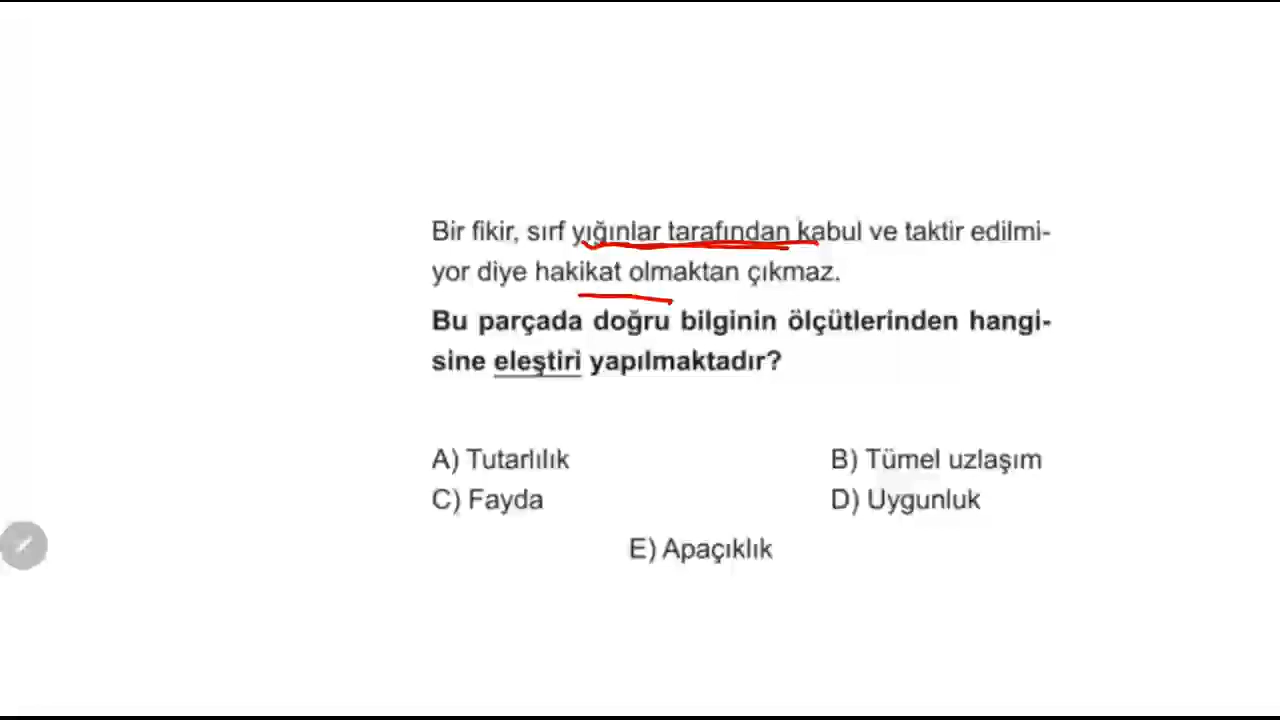 Bir fikir, sırf yığınlar tarafından kabul ve taktir edilmi-
yor diye hakikat olmaktan çıkmaz.
Bu parçada doğru bilginin ölçütlerinden hangi-
sine eleştiri yapılmaktadır?
A) Tutarlılık
B) Tümel uzlaşım
C) Fayda
D) Uygunluk
E) Apaçıklık